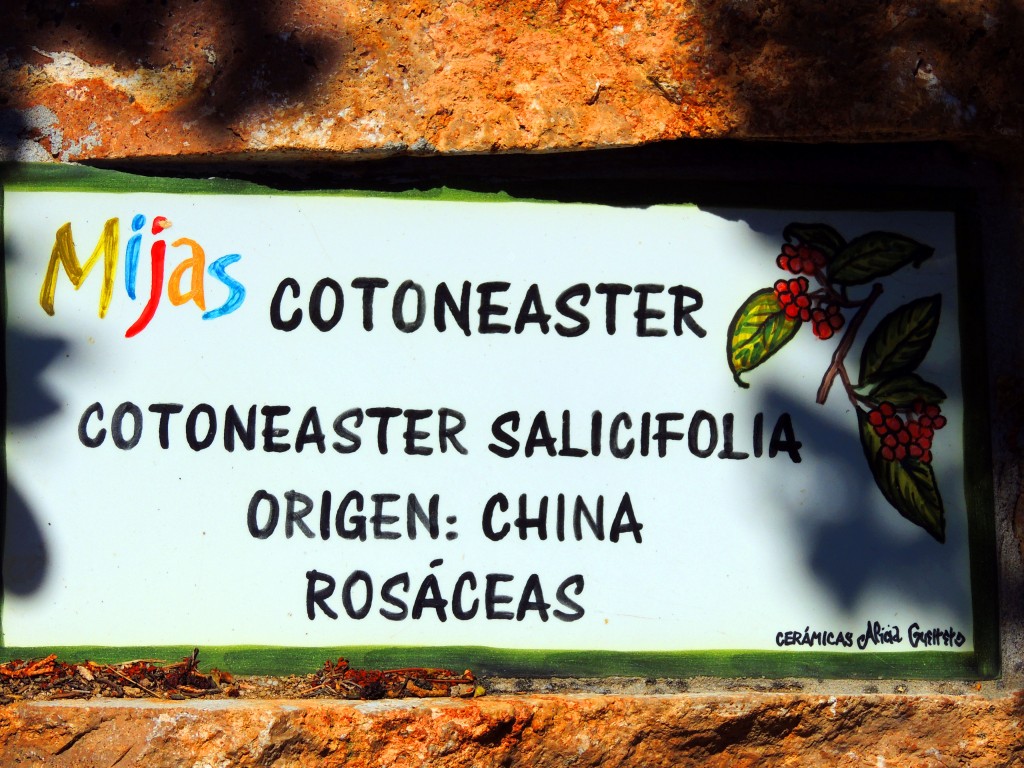 Mijas
COTONEASTER
COTONEASTER SALICIFOLIA
ORIGEN: CHINA
ROSÁCEAS
CERÁMICAS Alicia Guerrero